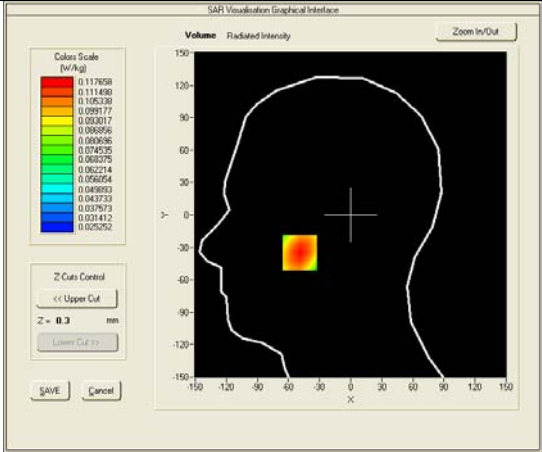 SAR Visualisation Graphical Interface
Volume Radiated Intensity
Zoom In/Out
Colors Scale
(W/kg)
0.117658
0.111498
0.105338
0.099177
0.093017
0.086856
0.080696
0.074535
0.068375
0.062214
0.056054
0.049893
0.043733
0.037573
0.031412
0.025252
Z Cuts Control
<< Upper Cut
Z = 0.3 mm
Lower Cut >>
SAVE Cancel
150
120
90
60
30
0
-30
-60
-90
-120
-150
Y
-150 -120 -90 -60 -30 0 30 60 90 120 150
X